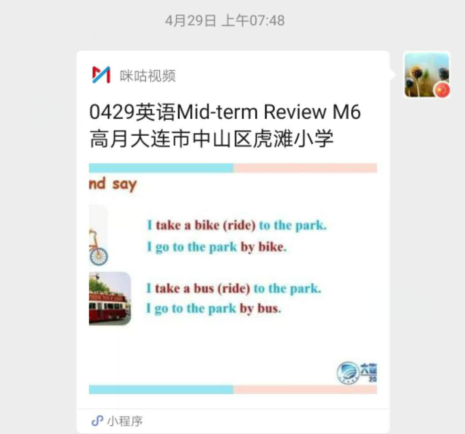 4月29日 上午07:48
咪咕视频
0429英语Mid-term Review M6
高月大连市中山区虎滩小学
nd say
I take a bike (ride) to the park.
I go to the park by bike.
I take a bus (ride) to the park.
I go to the park by bus.
小程序